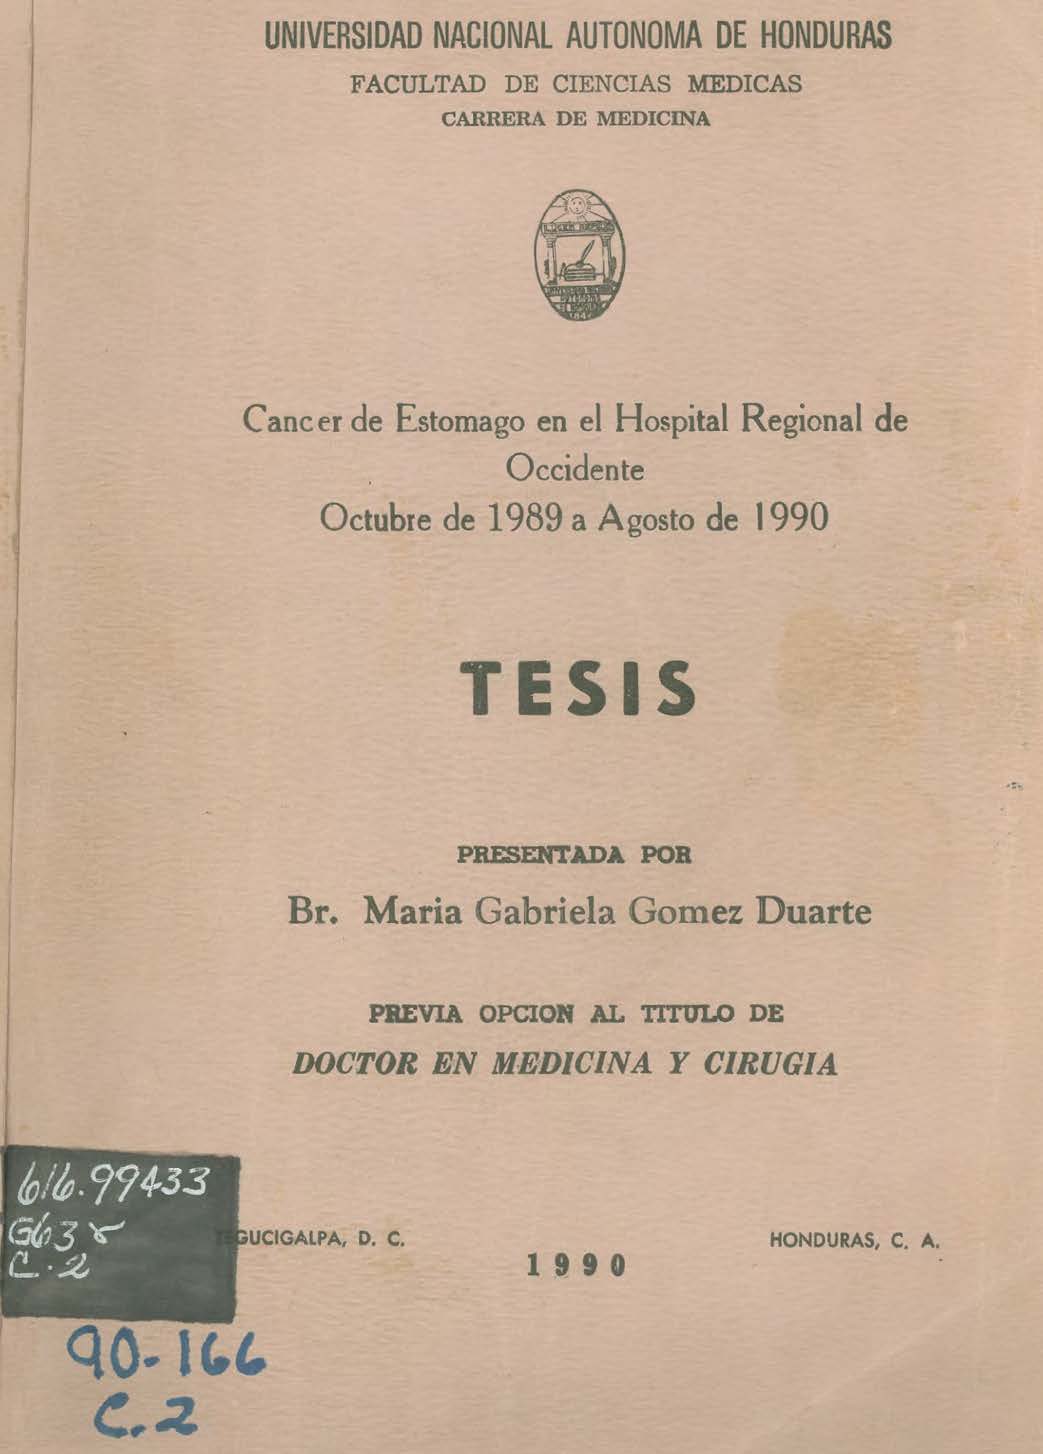 UNIVERSIDAD NACIONAL AUTONOMA DE HONDURAS
FACULTAD DE CIENCIAS MEDICAS
CARRERA DE MEDICINA
Cancer de Estomago en el Hospital Regional de
Occidente
Octubre de 1989 a Agosto de 1990
TESIS
PRESENTADA POR
Br. Maria Gabriela Gomez Duarte
PREVIA OPCION AL TITULO DE
DOCTOR EN MEDICINA Y CIRUGIA
616.99433
C.2
TEGUCIGALPA, D. C.
HONDURAS, C. A.
1990
90-166
C.2